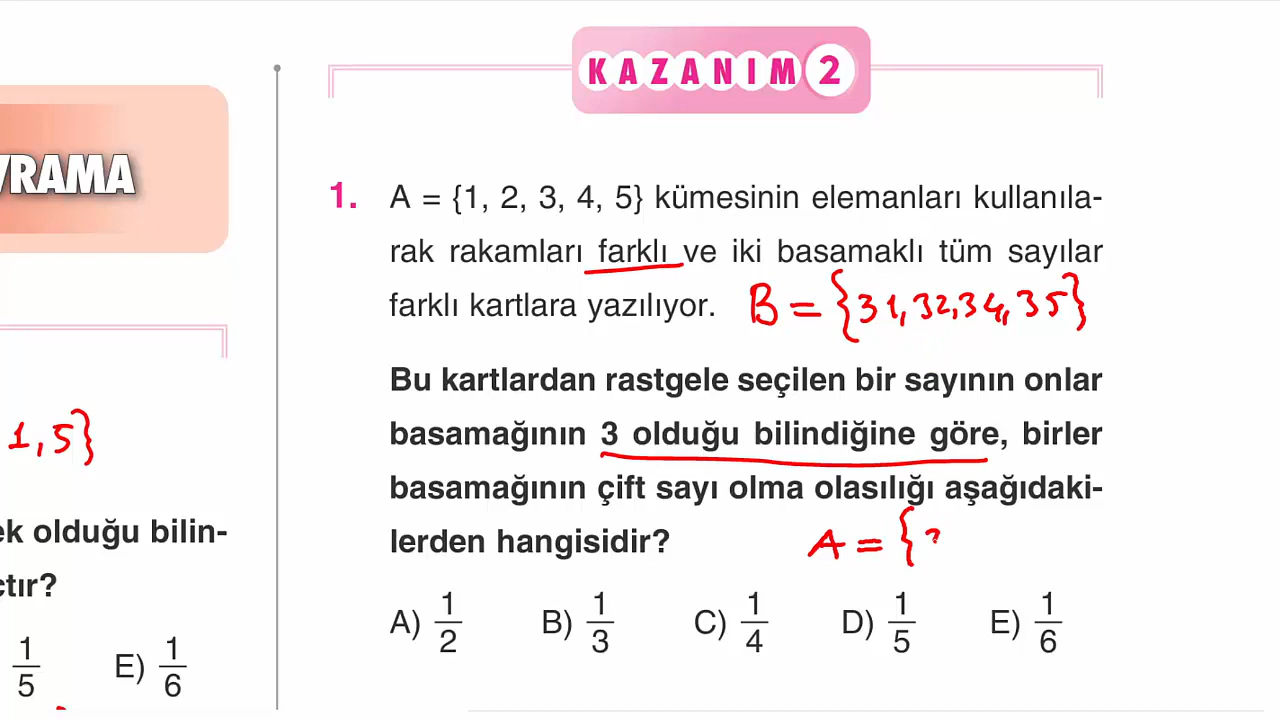 KAZANIM 2
VRAMA
1. A = {1, 2, 3, 4, 5} kümesinin elemanları kullanıla-
rak rakamları farklı ve iki basamaklı tüm sayılar
farklı kartlara yazılıyor. B = {31, 32, 34, 35}
Bu kartlardan rastgele seçilen bir sayının onlar
basamağının 3 olduğu bilindiğine göre, birler
basamağının çift sayı olma olasılığı aşağıdaki-
lerden hangisidir? A = {
A) 1/2 B) 1/3 C) 1/4 D) 1/5 E) 1/6
1, 5}
ek olduğu bilin-
ctır?
1/5 E) 1/6